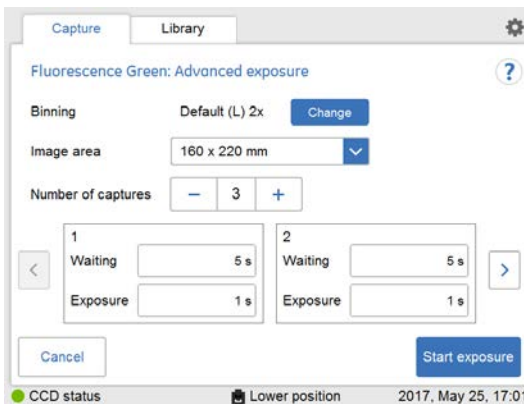 Capture Library
Fluorescence Green: Advanced exposure ?
Binning Default (L) 2x Change
Image area 160 x 220 mm
Number of captures − 3 +
1 2
< Waiting 5 s Waiting 5 s >
Exposure 1 s Exposure 1 s
Cancel Start exposure
CCD status Lower position 2017, May 25, 17:01